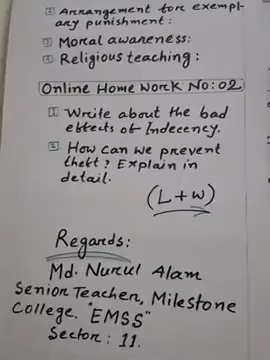 ② Arrangement for exempl-
ary punishment:
③ Moral awareness:
④ Religious teaching:
Online Home Work No:02
1 Write about the bad
effects of Indecency.
2 How can we prevent
theft? Explain in
detail.
(L+W)
Regards:
Md. Nurul Alam
Senior Teacher, Milestone
College. "EMSS"
Sector: 11.